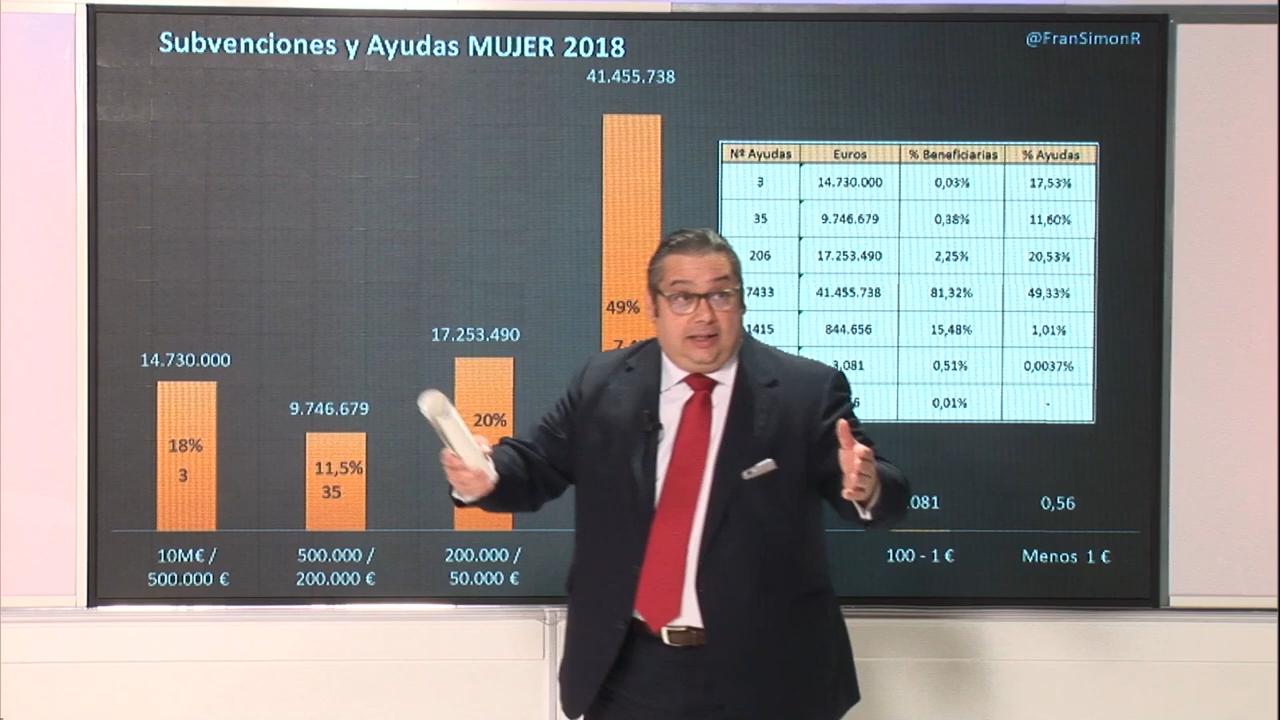 Subvenciones y Ayudas MUJER 2018
@FranSimonR
41.455.738
49%
17.253.490
20%
14.730.000
18%
3
9.746.679
11,5%
35
Nº Ayudas Euros % Beneficiarias % Ayudas
3 14.730.000 0,03% 17,53%
35 9.746.679 0,38% 11,60%
206 17.253.490 2,25% 20,53%
7433 41.455.738 81,32% 49,33%
1415 844.656 15,48% 1,01%
3,081 0,51% 0,0037%
0,01% -
.081
0,56
10M€ /
500.000 €
500.000 /
200.000 €
200.000 /
50.000 €
100 - 1 €
Menos 1 €